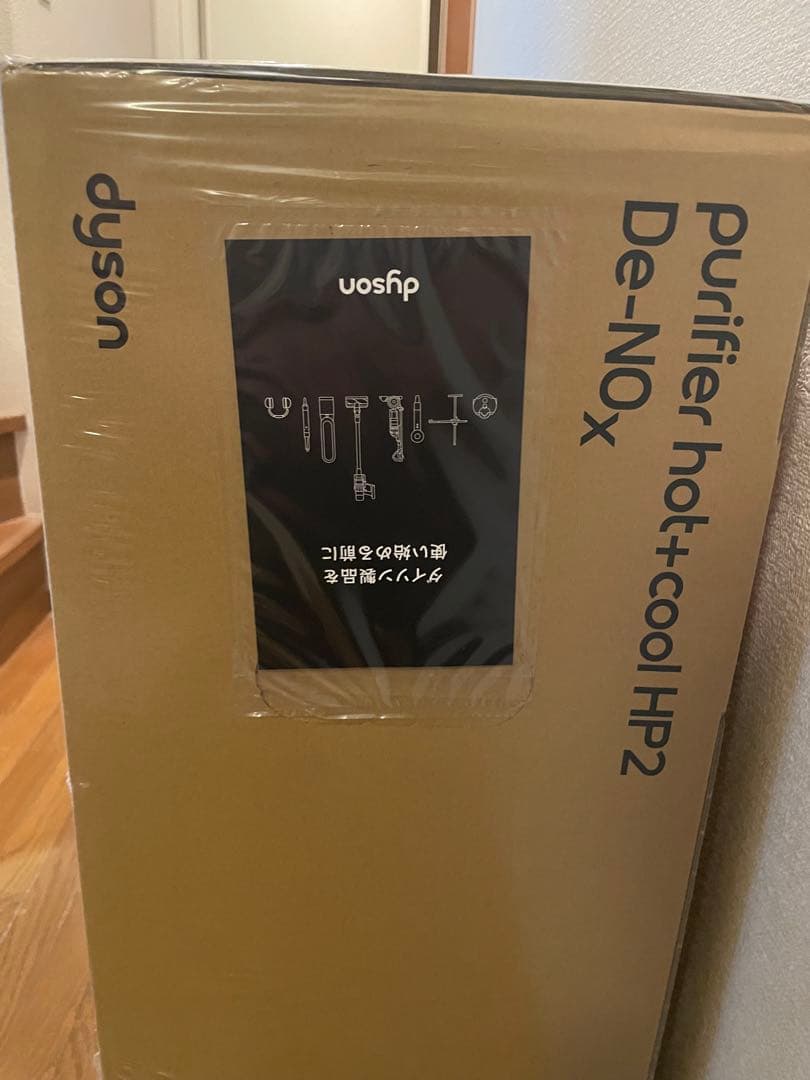 dyson
purifier hot+cool HP2
De-NOx
dyson
ダイソン製品を
使い始める前に